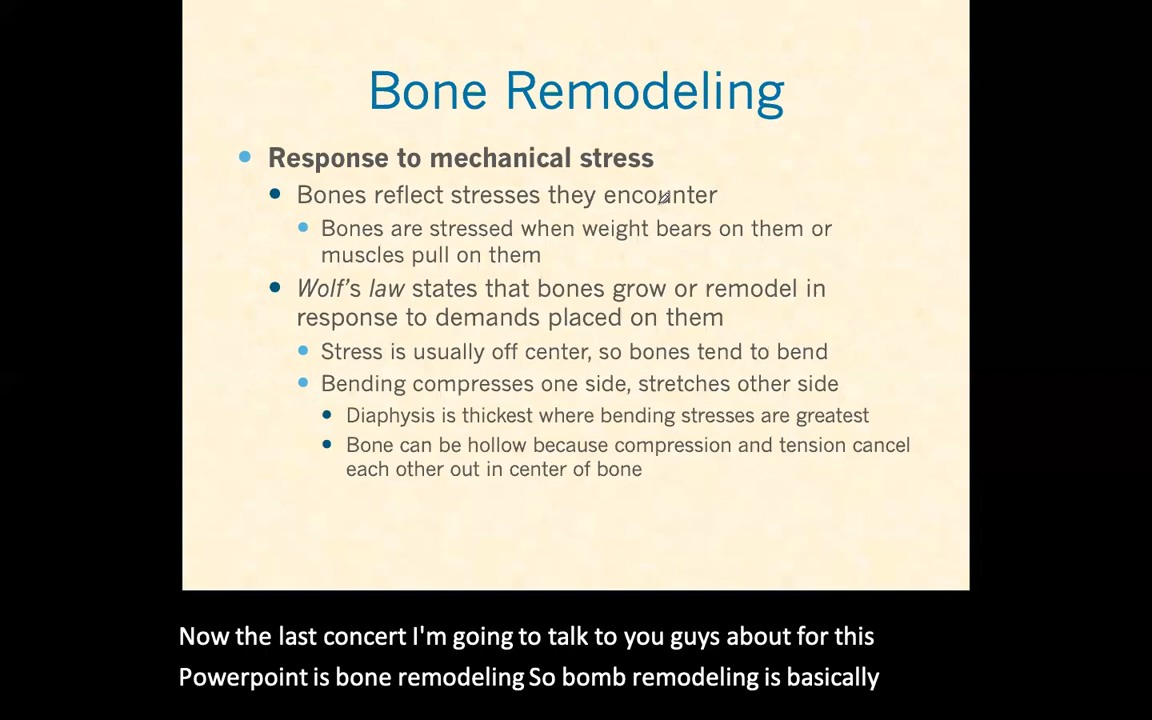 Bone Remodeling
Response to mechanical stress
Bones reflect stresses they encounter
Bones are stressed when weight bears on them or
muscles pull on them
Wolf's law states that bones grow or remodel in
response to demands placed on them
Stress is usually off center, so bones tend to bend
Bending compresses one side, stretches other side
Diaphysis is thickest where bending stresses are greatest
Bone can be hollow because compression and tension cancel
each other out in center of bone
Now the last concert I'm going to talk to you guys about for this
Powerpoint is bone remodeling So bomb remodeling is basically